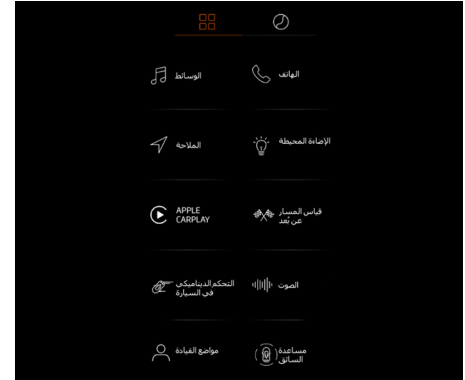 الهاتف
الوسائط
الإضاءة المحيطة
الملاحة
قياس المسار
عن بُعد
APPLE
CARPLAY
الصوت
التحكم الديناميكي
في السيارة
مساعدة
السائق
مواضع القيادة